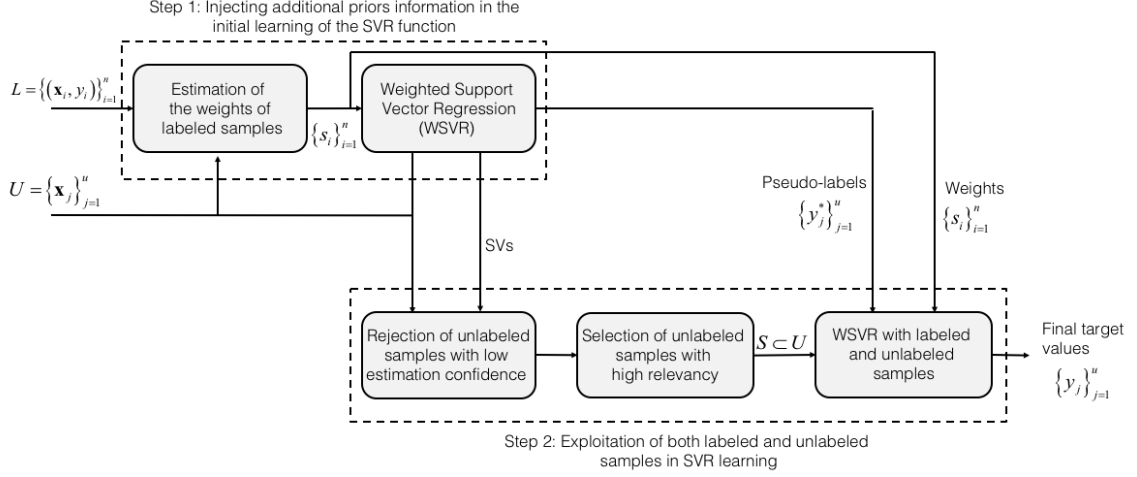 Step 1: Injecting additional priors information in the
initial learning of the SVR function
L = {(x_i, y_i)}_{i=1}^{n}
Estimation of
the weights of
labeled samples
{s_i}_{i=1}^{n}
Weighted Support
Vector Regression
(WSVR)
U = {x_j}_{j=1}^{u}
Pseudo-labels
{y_j^*}_{j=1}^{u}
Weights
{s_i}_{i=1}^{n}
SVs
Rejection of unlabeled
samples with low
estimation confidence
Selection of unlabeled
samples with
high relevancy
S ⊂ U
WSVR with labeled
and unlabeled
samples
Final target
values
{y_j}_{j=1}^{u}
Step 2: Exploitation of both labeled and unlabeled
samples in SVR learning